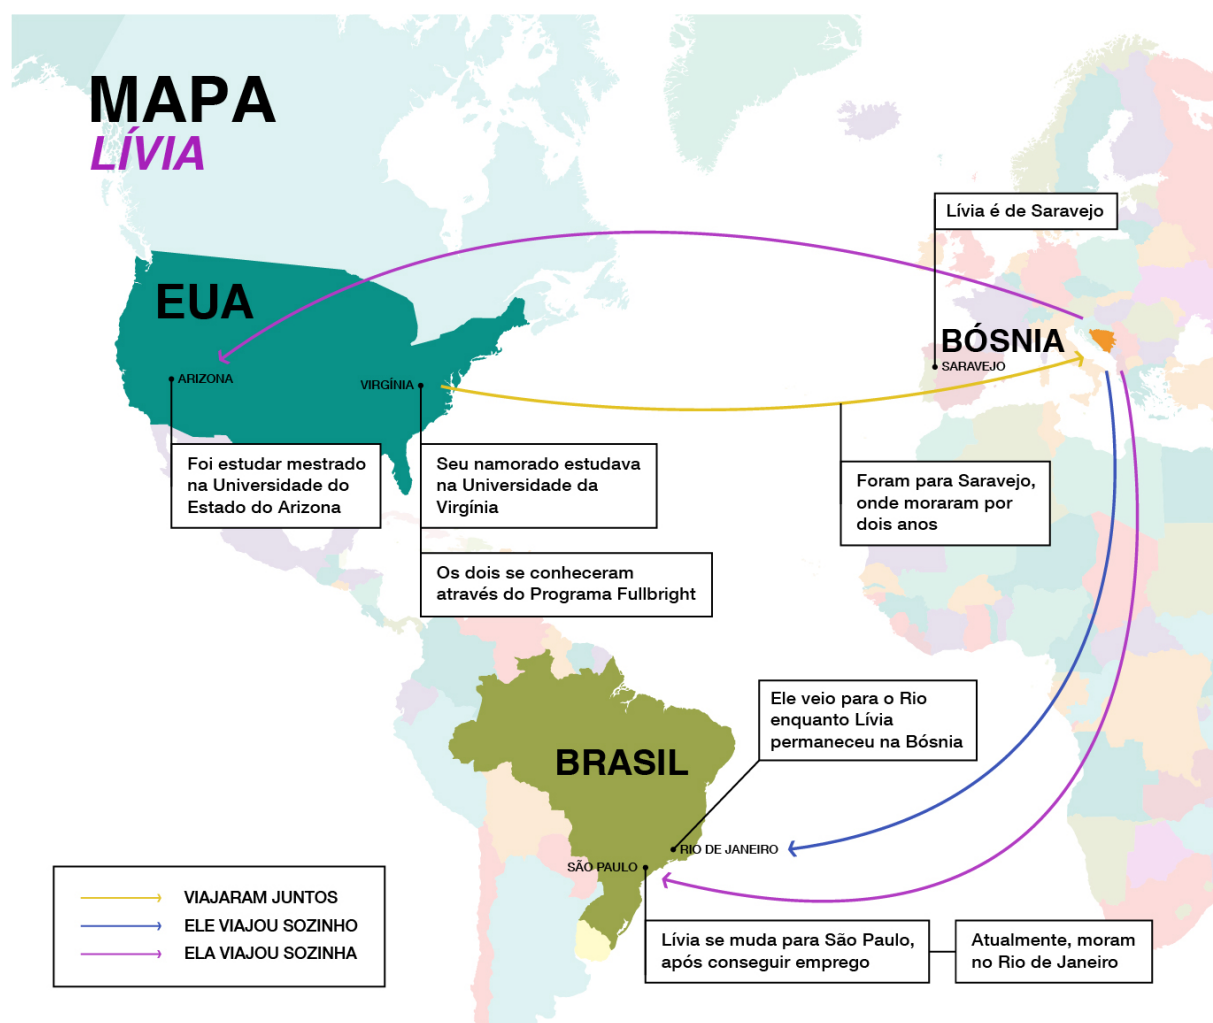 MAPA
LÍVIA
Lívia é de Saravejo
EUA
BÓSNIA
SARAVEJO
ARIZONA
VIRGÍNIA
Foi estudar mestrado
na Universidade do
Estado do Arizona
Seu namorado estudava
na Universidade da
Virgínia
Foram para Saravejo,
onde moraram por
dois anos
Os dois se conheceram
através do Programa Fullbright
Ele veio para o Rio
enquanto Lívia
permaneceu na Bósnia
BRASIL
RIO DE JANEIRO
SÃO PAULO
VIAJARAM JUNTOS
ELE VIAJOU SOZINHO
ELA VIAJOU SOZINHA
Lívia se muda para São Paulo,
após conseguir emprego
Atualmente, moram
no Rio de Janeiro